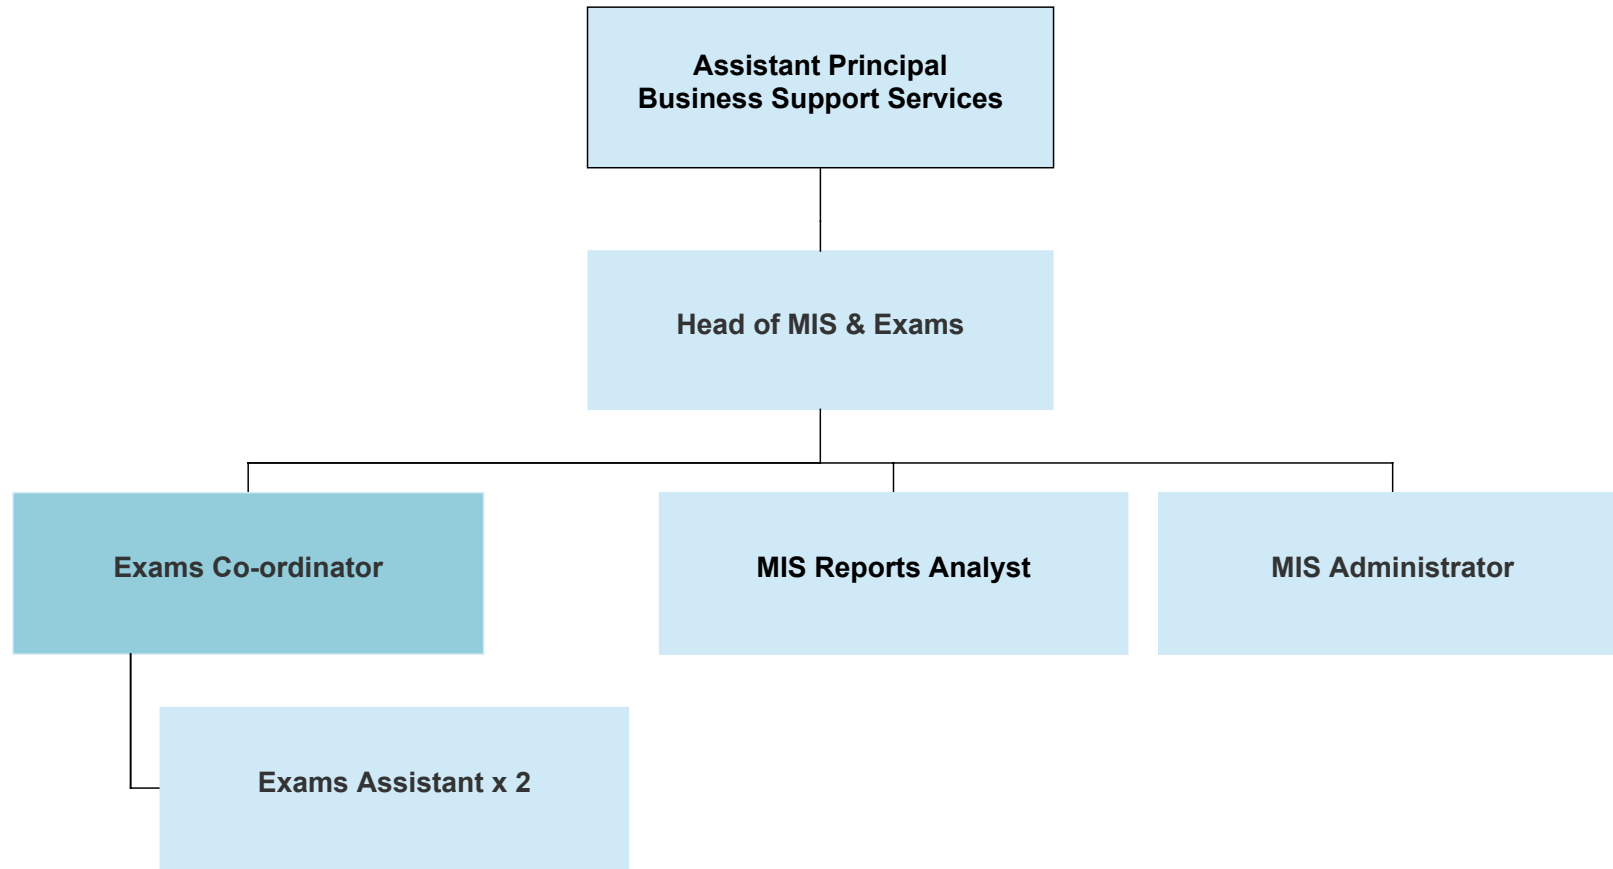 Assistant Principal
Business Support Services
Head of MIS & Exams
Exams Co-ordinator
MIS Reports Analyst
MIS Administrator
Exams Assistant x 2